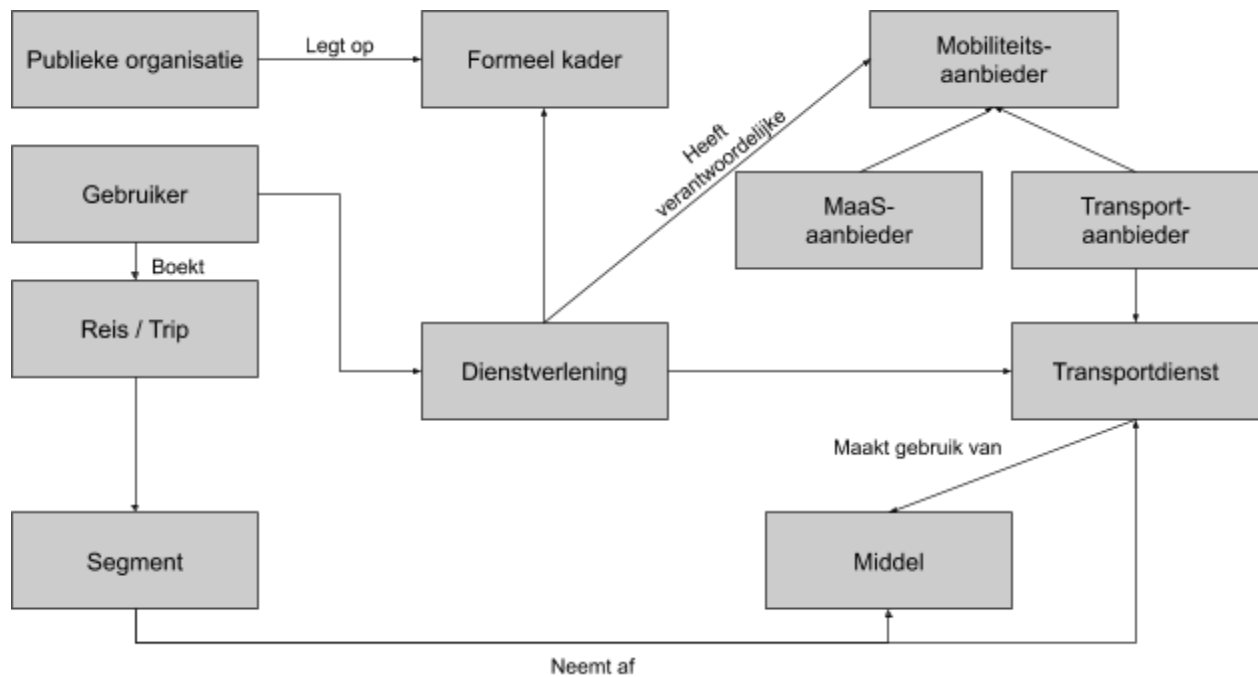 Publieke organisatie
Legt op
Formeel kader
Mobiliteits-
aanbieder
Heeft
verantwoordelijke
Gebruiker
MaaS-
aanbieder
Transport-
aanbieder
Boekt
Reis / Trip
Dienstverlening
Transportdienst
Maakt gebruik van
Segment
Middel
Neemt af